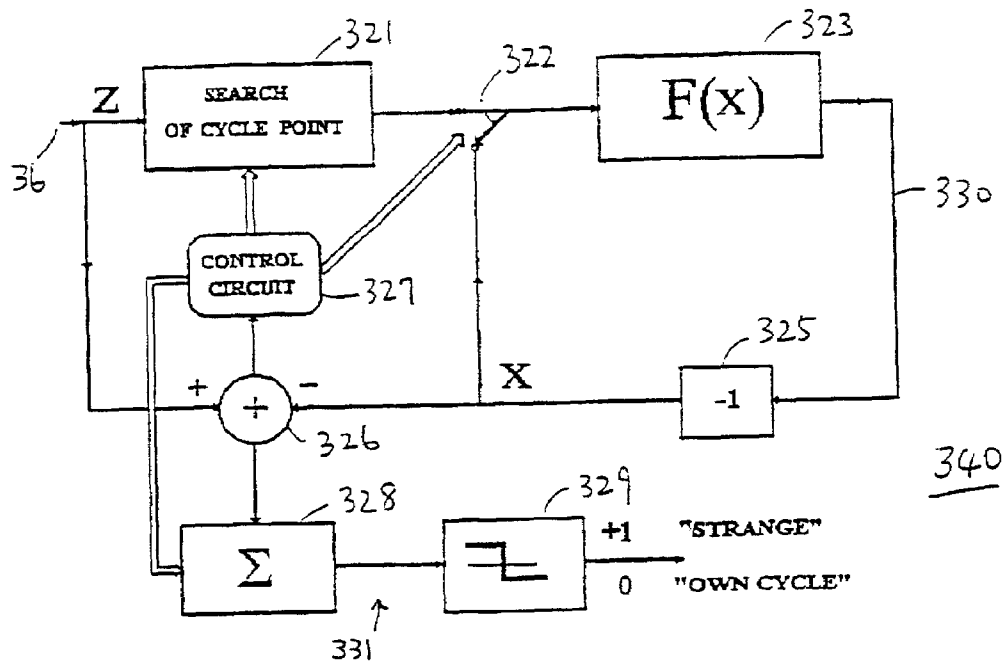 321
322
323
Z
SEARCH
OF CYCLE POINT
F(x)
36
330
CONTROL
CIRCUIT
327
325
-1
X
+
−
+
326
340
328
329
Σ
+1 "STRANGE"
0 "OWN CYCLE"
331